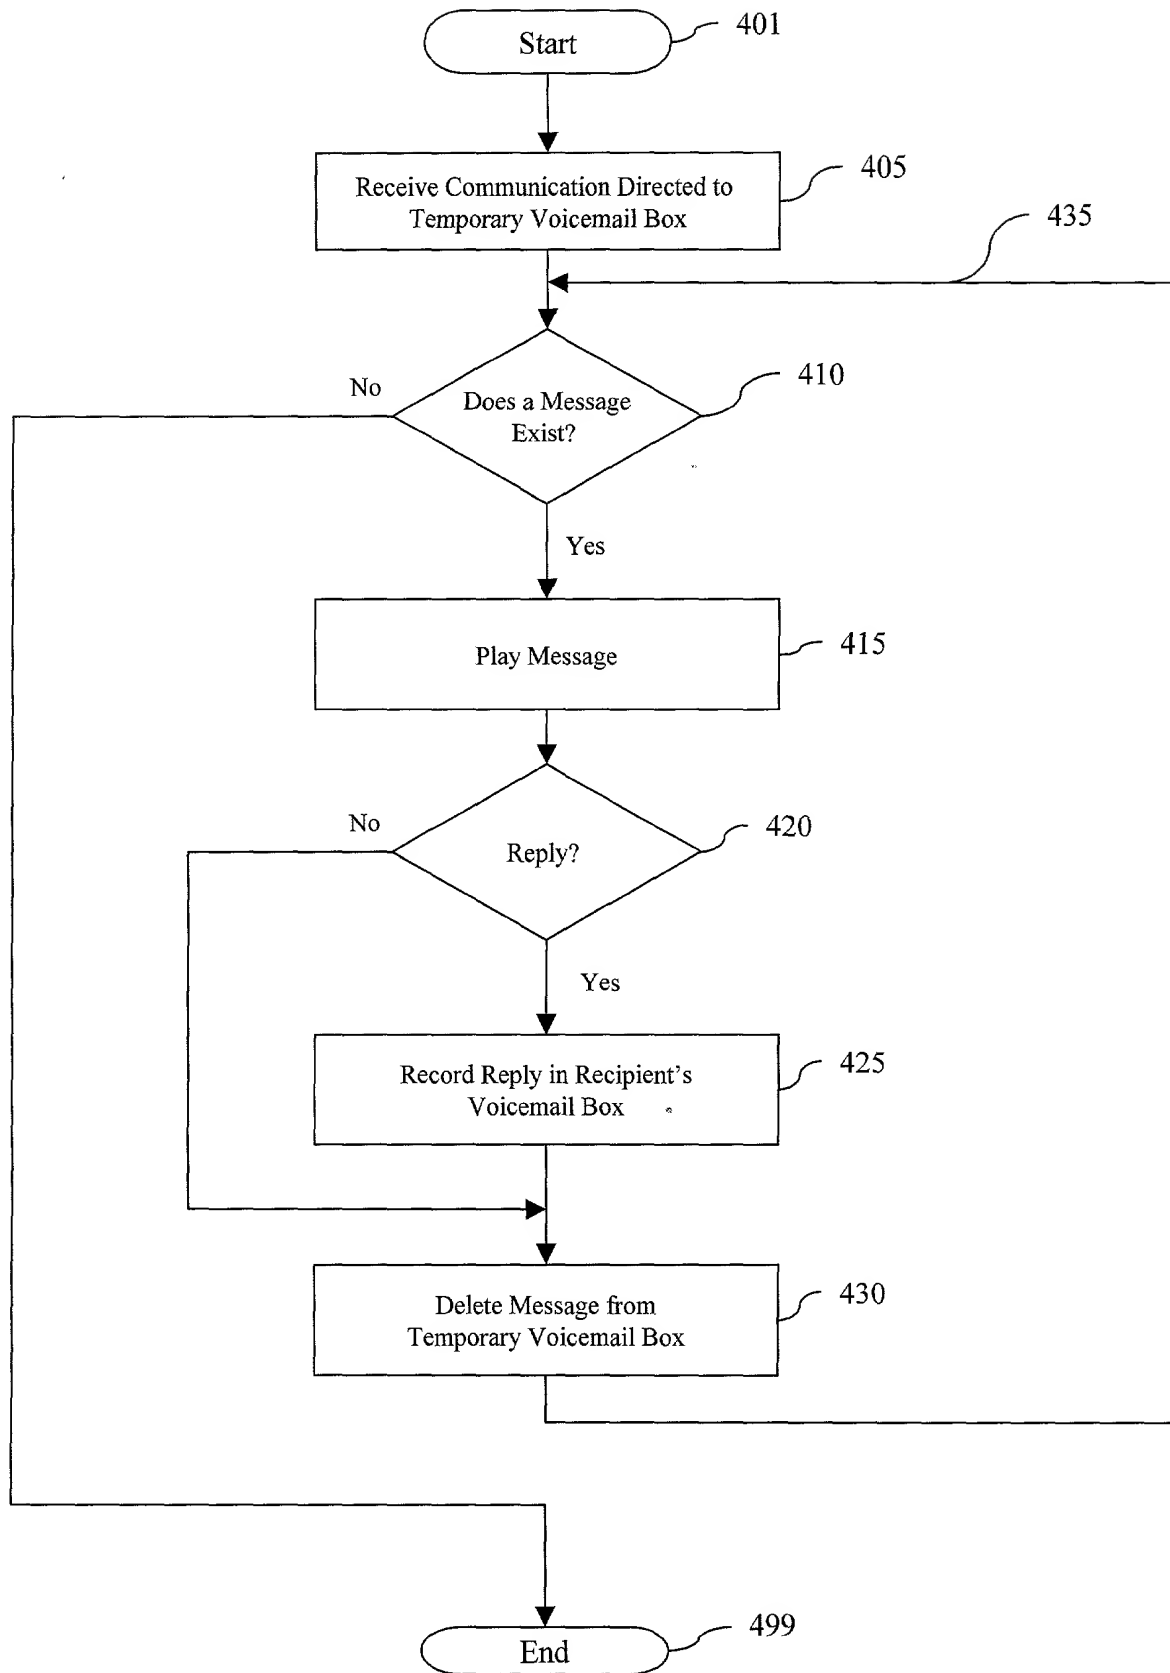 Start
401
Receive Communication Directed to
Temporary Voicemail Box
405
435
No
Does a Message
Exist?
410
Yes
Play Message
415
No
Reply?
420
Yes
Record Reply in Recipient's
Voicemail Box
425
Delete Message from
Temporary Voicemail Box
430
End
499